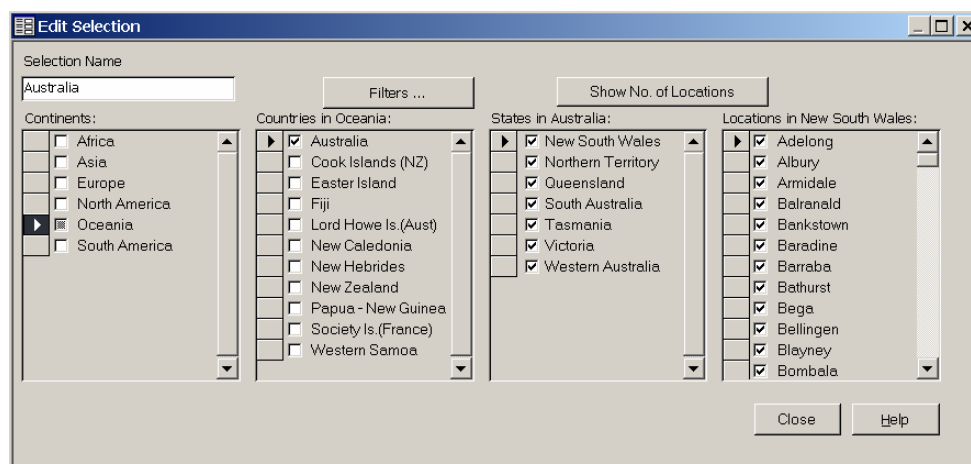 Edit Selection
Selection Name
Australia
Filters ...
Show No. of Locations
Continents:
Africa
Asia
Europe
North America
Oceania
South America
Countries in Oceania:
Australia
Cook Islands (NZ)
Easter Island
Fiji
Lord Howe Is.(Aust)
New Caledonia
New Hebrides
New Zealand
Papua - New Guinea
Society Is.(France)
Western Samoa
States in Australia:
New South Wales
Northern Territory
Queensland
South Australia
Tasmania
Victoria
Western Australia
Locations in New South Wales:
Adelong
Albury
Armidale
Balranald
Bankstown
Baradine
Barraba
Bathurst
Bega
Bellingen
Blayney
Bombala
Close
Help